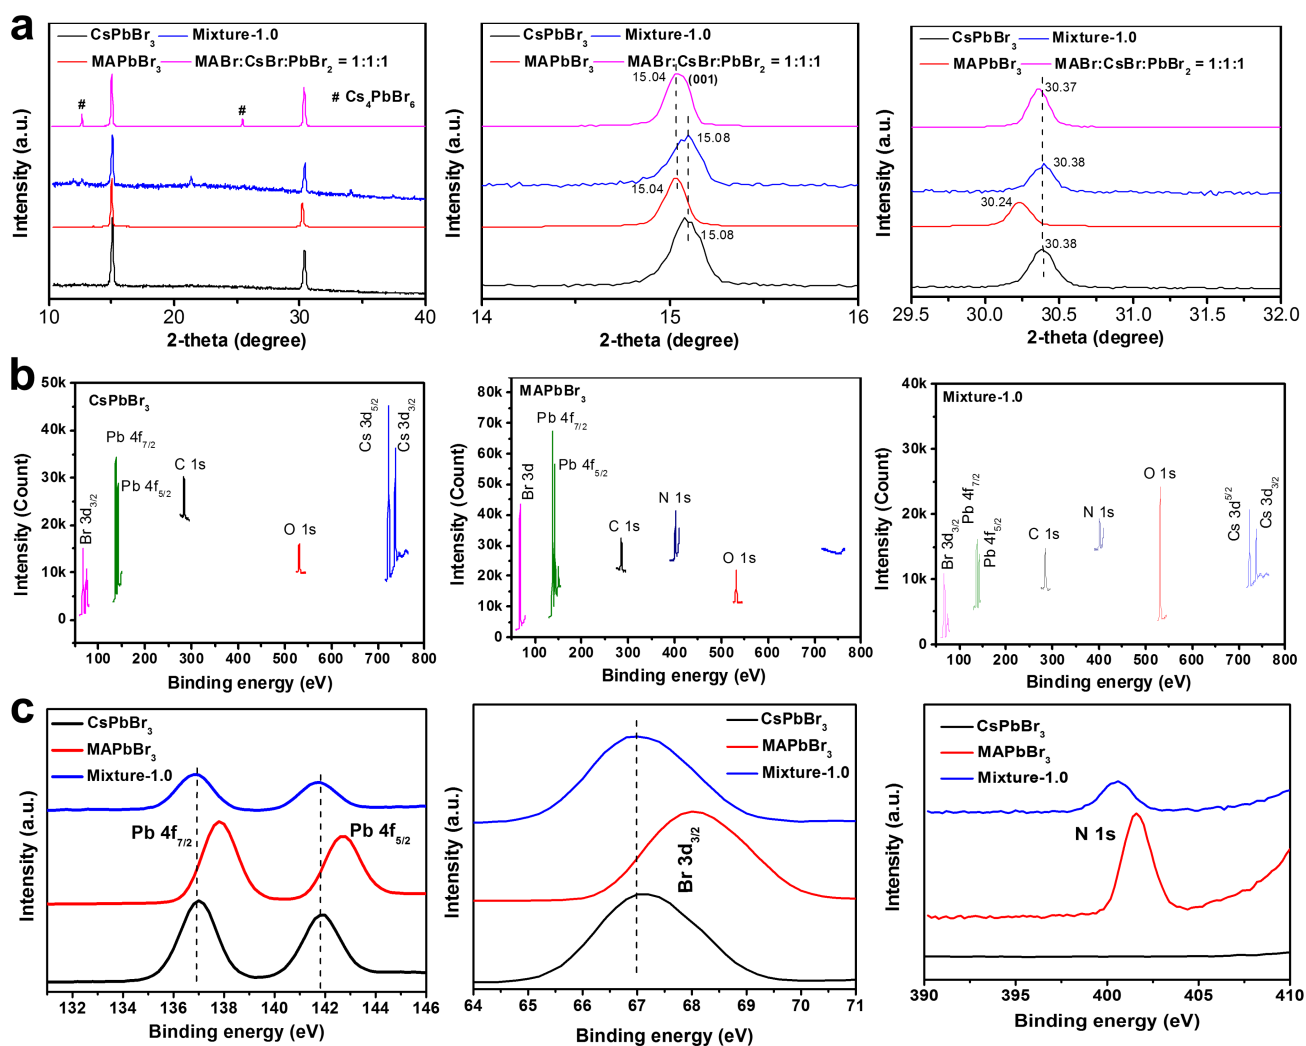 a
CsPbBr3 Mixture-1.0
MAPbBr3 MABr:CsBr:PbBr2 = 1:1:1
# # # Cs4PbBr6
Intensity (a.u.)
10 20 30 40
2-theta (degree)
CsPbBr3 Mixture-1.0
MAPbBr3 MABr:CsBr:PbBr2 = 1:1:1
15.04 (001)
15.08
15.04
15.08
Intensity (a.u.)
14 15 16
2-theta (degree)
CsPbBr3 Mixture-1.0
MAPbBr3 MABr:CsBr:PbBr2 = 1:1:1
30.37
30.38
30.24
30.38
Intensity (a.u.)
29.5 30.0 30.5 31.0 31.5 32.0
2-theta (degree)
b
CsPbBr3
50k
40k
30k
20k
10k
0
Intensity (Count)
Br 3d3/2
Pb 4f7/2
Pb 4f5/2
C 1s
O 1s
Cs 3d5/2
Cs 3d3/2
100 200 300 400 500 600 700 800
Binding energy (eV)
MAPbBr3
80k
70k
60k
50k
40k
30k
20k
10k
0
Intensity (Count)
Br 3d
Pb 4f7/2
Pb 4f5/2
C 1s
N 1s
O 1s
100 200 300 400 500 600 700 800
Binding energy (eV)
Mixture-1.0
40k
30k
20k
10k
0
Intensity (Count)
Br 3d3/2
Pb 4f7/2
Pb 4f5/2
C 1s
N 1s
O 1s
Cs 3d5/2
Cs 3d3/2
100 200 300 400 500 600 700 800
Binding energy (eV)
c
CsPbBr3
MAPbBr3
Mixture-1.0
Pb 4f7/2
Pb 4f5/2
Intensity (a.u.)
132 134 136 138 140 142 144 146
Binding energy (eV)
CsPbBr3
MAPbBr3
Mixture-1.0
Br 3d3/2
Intensity (a.u.)
64 65 66 67 68 69 70 71
Binding energy (eV)
CsPbBr3
MAPbBr3
Mixture-1.0
N 1s
Intensity (a.u.)
390 395 400 405 410
Binding energy (eV)